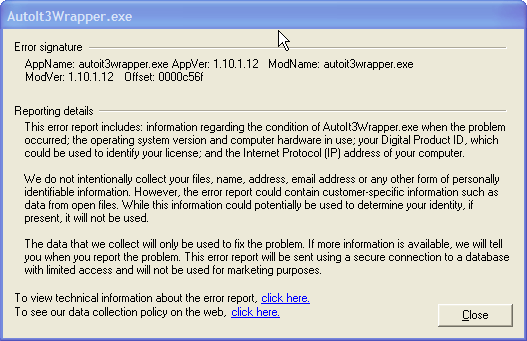 AutoIt3Wrapper.exe
Error signature
AppName: autoit3wrapper.exe AppVer: 1.10.1.12 ModName: autoit3wrapper.exe
ModVer: 1.10.1.12 Offset: 0000c56f
Reporting details
This error report includes: information regarding the condition of AutoIt3Wrapper.exe when the problem
occurred; the operating system version and computer hardware in use; your Digital Product ID, which
could be used to identify your license; and the Internet Protocol (IP) address of your computer.
We do not intentionally collect your files, name, address, email address or any other form of personally
identifiable information. However, the error report could contain customer-specific information such as
data from open files. While this information could potentially be used to determine your identity, if
present, it will not be used.
The data that we collect will only be used to fix the problem. If more information is available, we will tell
you when you report the problem. This error report will be sent using a secure connection to a database
with limited access and will not be used for marketing purposes.
To view technical information about the error report, click here.
To see our data collection policy on the web, click here.
Close